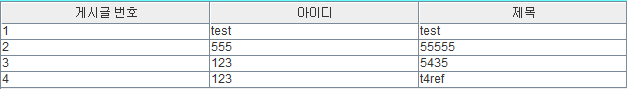 게시글 번호 아이디 제목
1 test test
2 555 55555
3 123 5435
4 123 t4ref